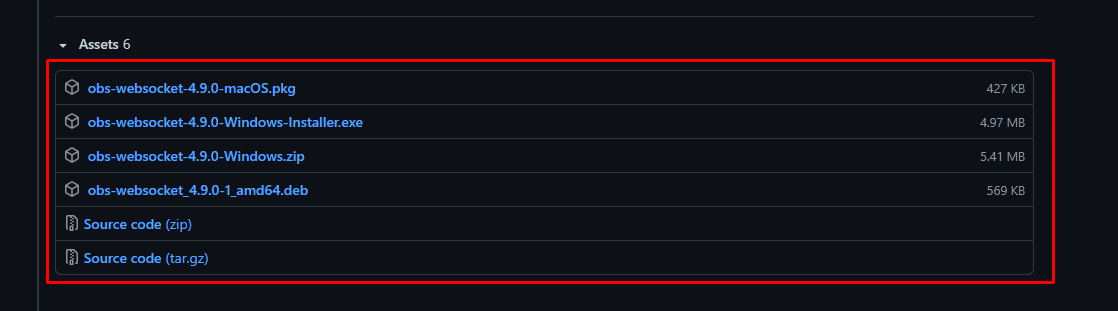 Assets 6
obs-websocket-4.9.0-macOS.pkg 427 KB
obs-websocket-4.9.0-Windows-Installer.exe 4.97 MB
obs-websocket-4.9.0-Windows.zip 5.41 MB
obs-websocket_4.9.0-1_amd64.deb 569 KB
Source code (zip)
Source code (tar.gz)